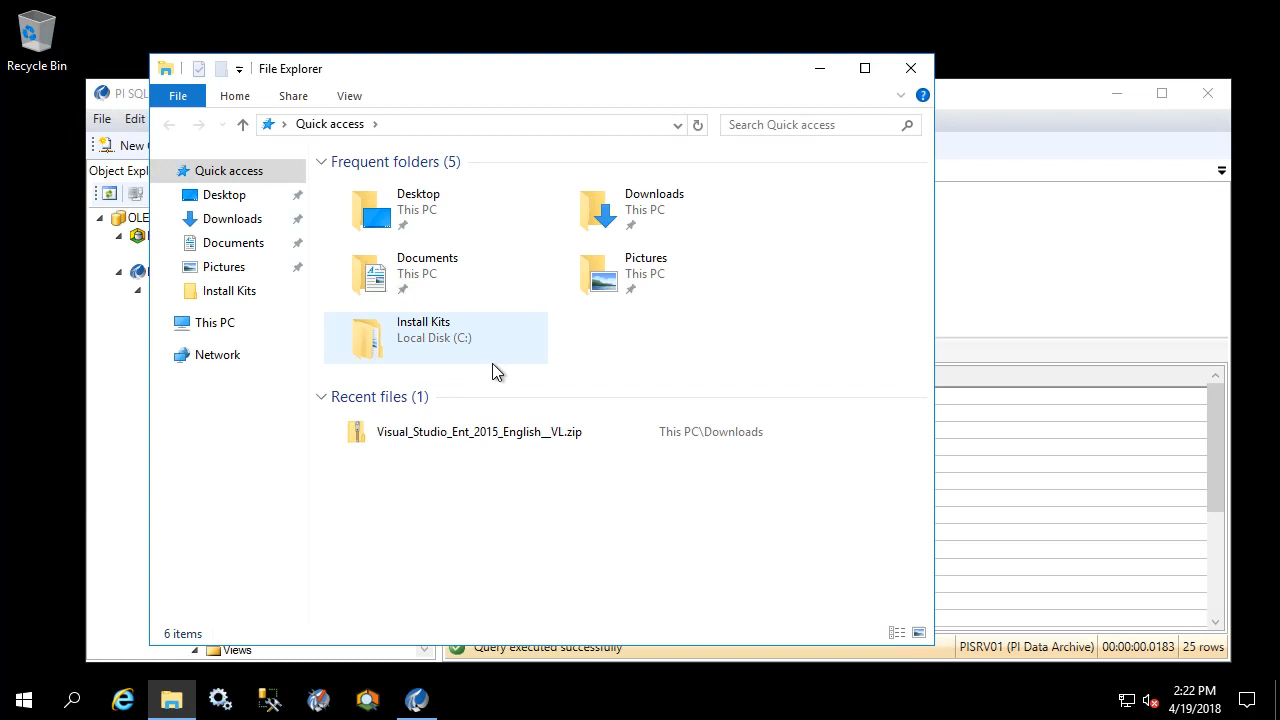 Recycle Bin
File Explorer
File Home Share View
Quick access
Search Quick access
PI SQL
File Edit
New
Object Expl
OLE
Quick access
Desktop
Downloads
Documents
Pictures
Install Kits
This PC
Network
Frequent folders (5)
Desktop
This PC
Downloads
This PC
Documents
This PC
Pictures
This PC
Install Kits
Local Disk (C:)
Recent files (1)
Visual_Studio_Ent_2015_English__VL.zip This PC\Downloads
6 items
Views
Query executed successfully
PISRV01 (PI Data Archive) 00:00:00.0183 25 rows
2:22 PM
4/19/2018